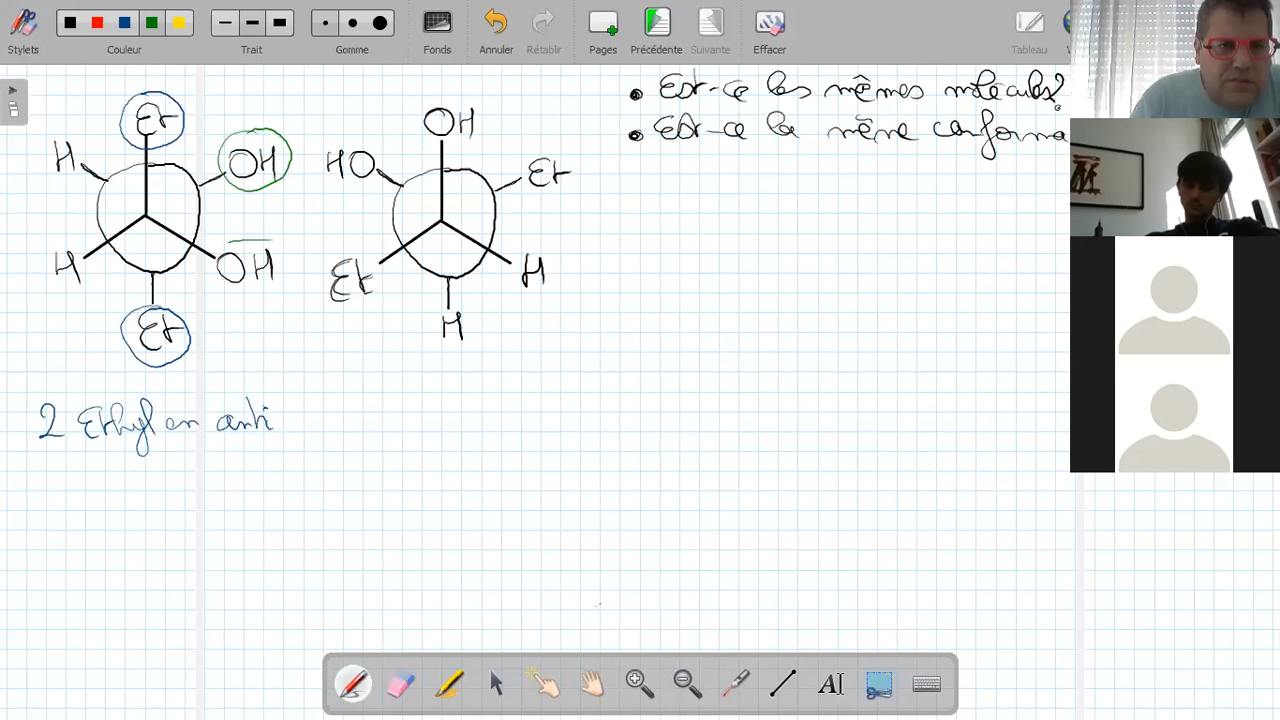 Stylets Couleur Trait Gomme Fonds Annuler Rétablir Pages Précédente Suivante Effacer Tableau
• Est-ce les mêmes molécules?
• Est-ce la même conforma
Et
H OH
H OH
Et
OH
HO Et
Et H
H
2 Ethyl en anti
AI